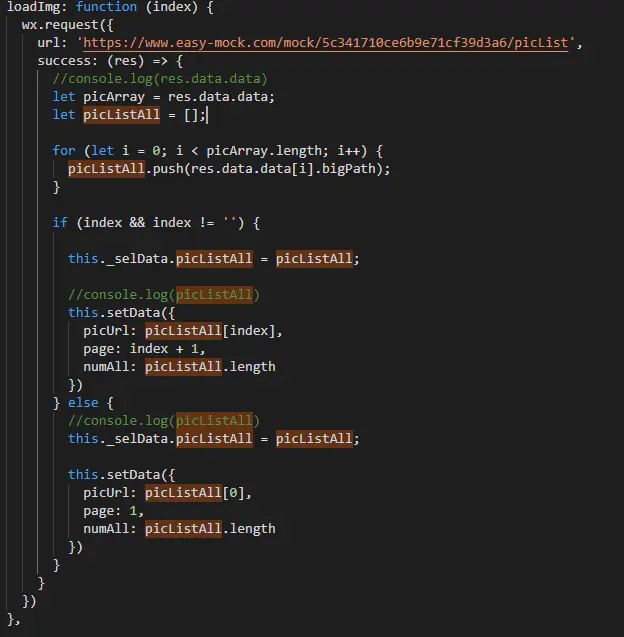 loadImg: function (index) {
wx.request({
url: 'https://www.easy-mock.com/mock/5c341710ce6b9e71cf39d3a6/picList',
success: (res) => {
//console.log(res.data.data)
let picArray = res.data.data;
let picListAll = [];
for (let i = 0; i < picArray.length; i++) {
picListAll.push(res.data.data[i].bigPath);
}
if (index && index != '') {
this._selData.picListAll = picListAll;
//console.log(picListAll)
this.setData({
picUrl: picListAll[index],
page: index + 1,
numAll: picListAll.length
})
} else {
//console.log(picListAll)
this._selData.picListAll = picListAll;
this.setData({
picUrl: picListAll[0],
page: 1,
numAll: picListAll.length
})
}
}
})
},